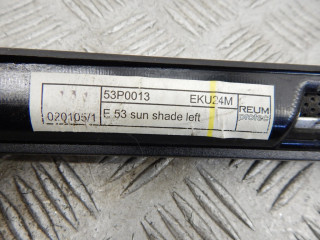 53P0013 EKU24M
020105/1 E 53 sun shade left
REUM